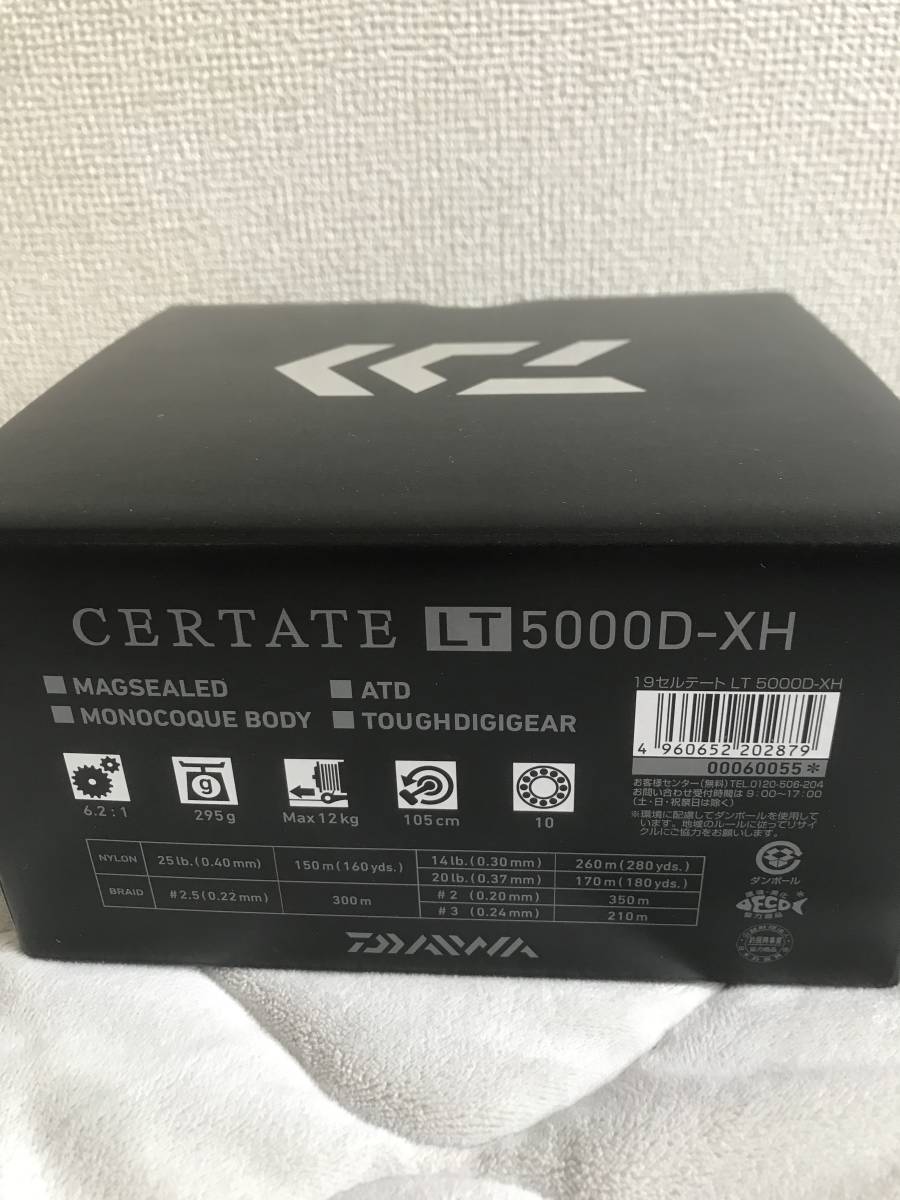 CERTATE LT 5000D-XH
MAGSEALED
ATD
MONOCOQUE BODY
TOUGHDIGIGEAR
19セルテート LT 5000D-XH
4 960652 202879
00060055*
お客様センター(無料)TEL.0120-506-204
お問い合わせ受付時間は 9:00〜17:00
(土・日・祝祭日は除く)
※環境に配慮してダンボールを使用して
います。地域のルールに従ってリサイ
クルにご協力をお願いします。
6.2:1
g
295g
Max 12kg
105cm
10
NYLON 25lb.(0.40mm) 150m(160yds.) 14lb.(0.30mm) 260m(280yds.)
20lb.(0.37mm) 170m(180yds.)
BRAID #2.5(0.22mm) 300m #2(0.20mm) 350m
#3(0.24mm) 210m
ダンボール
ECO
協力商品
DAIWA